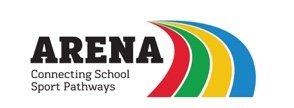 ARENA
Connecting School
Sport Pathways